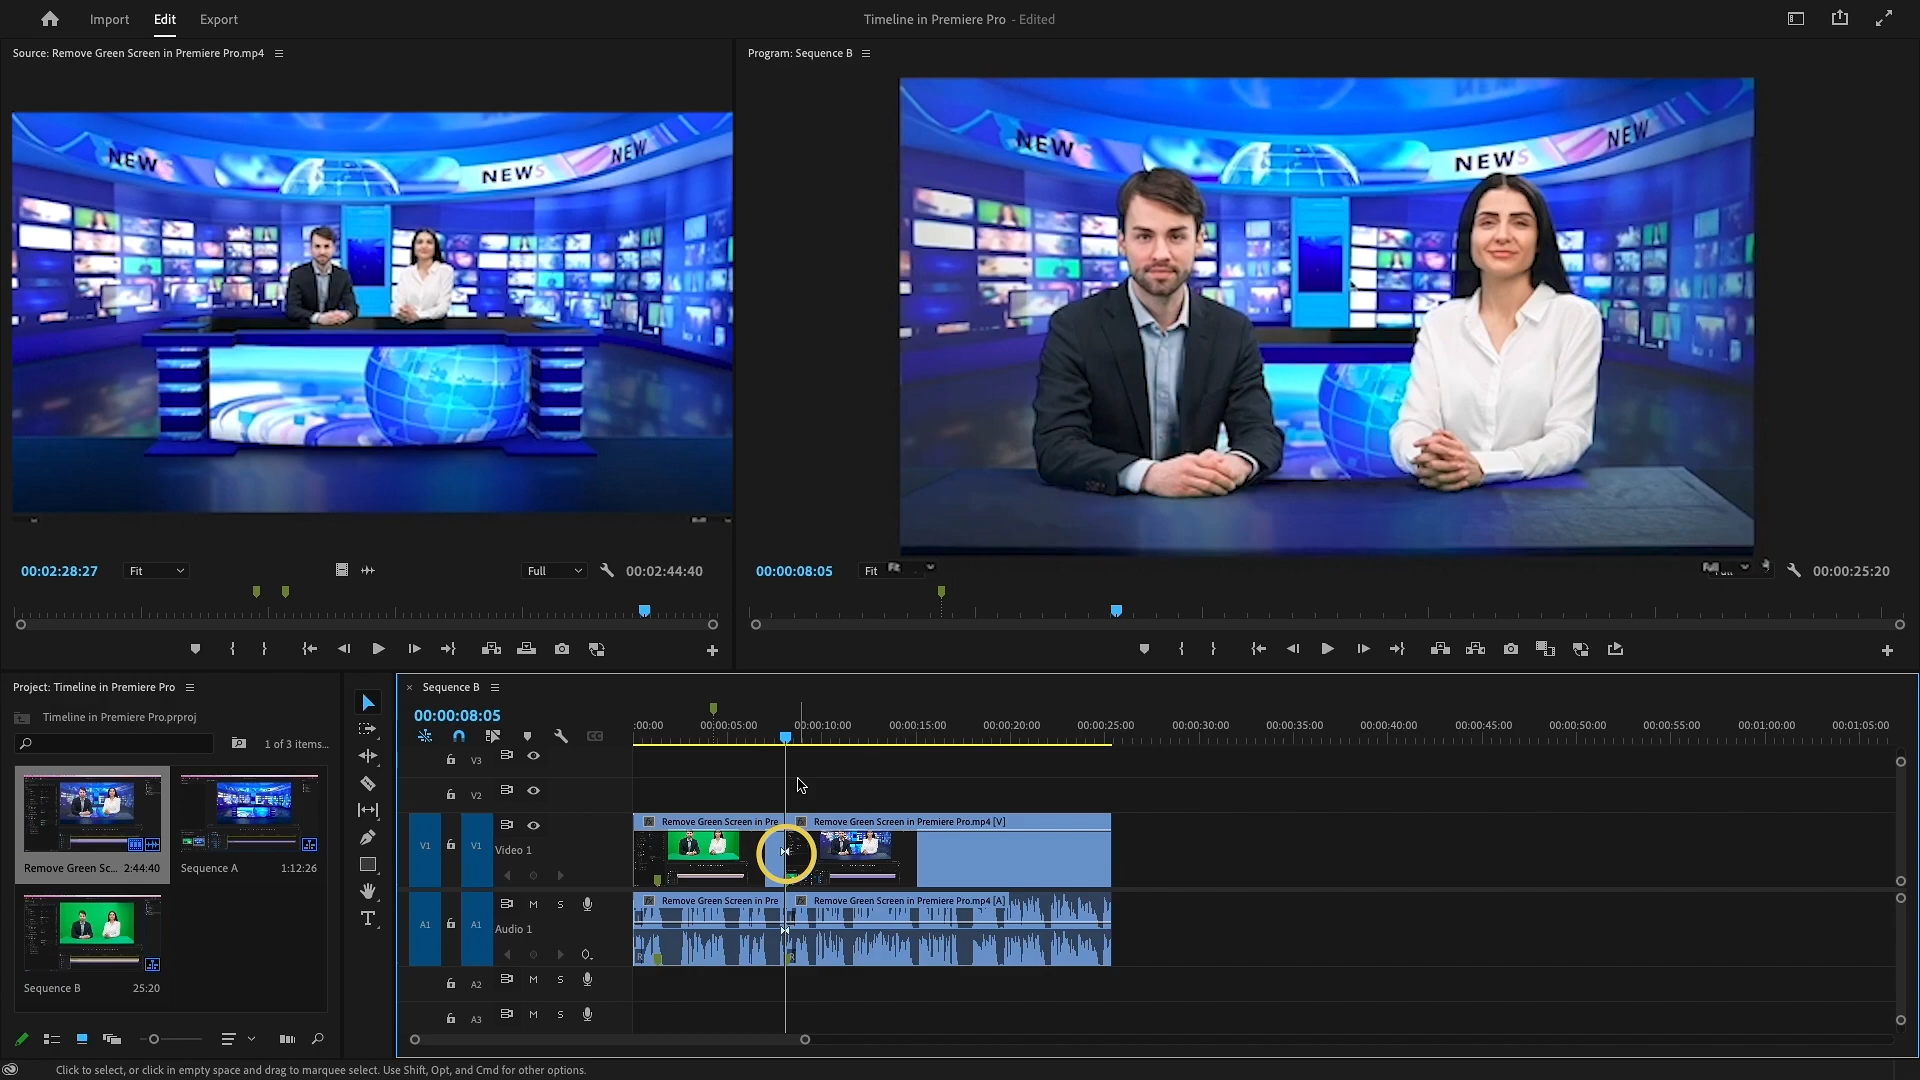 Import Edit Export
Timeline in Premiere Pro - Edited
Source: Remove Green Screen in Premiere Pro.mp4
Program: Sequence B
NEW
NEWS
NEW
NEW
NEWS
NEW
00:02:28:27 Fit Full 00:02:44:40
00:00:08:05 Fit 00:00:25:20
Project: Timeline in Premiere Pro
Timeline in Premiere Pro.prproj
1 of 3 items...
Remove Green Sc... 2:44:40
Sequence A 1:12:26
Sequence B 25:20
× Sequence B
00:00:08:05
:00:00 00:00:05:00 00:00:10:00 00:00:15:00 00:00:20:00 00:00:25:00 00:00:30:00 00:00:35:00 00:00:40:00 00:00:45:00 00:00:50:00 00:00:55:00 00:01:00:00 00:01:05:00
V3
V2
V1 V1 Video 1
fx Remove Green Screen in Pre fx Remove Green Screen in Premiere Pro.mp4 [V]
A1 A1 M S Audio 1
fx Remove Green Screen in Pre fx Remove Green Screen in Premiere Pro.mp4 [A]
R R
A2 M S
A3 M S
Click to select, or click in empty space and drag to marquee select. Use Shift, Opt, and Cmd for other options.